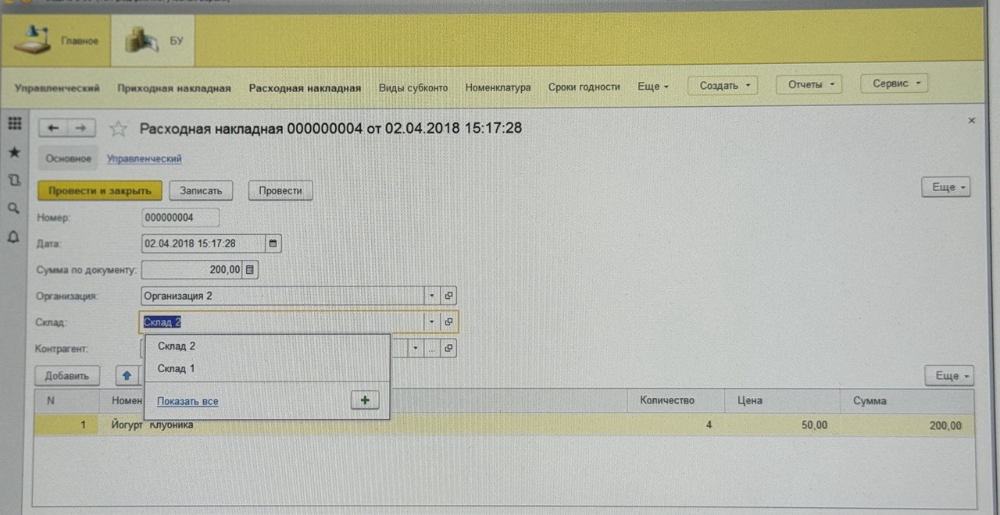 Главное
БУ
Управленческий Приходная накладная Расходная накладная Виды субконто Номенклатура Сроки годности Еще Создать Отчеты Сервис
Расходная накладная 000000004 от 02.04.2018 15:17:28
Основное Управленческий
Провести и закрыть Записать Провести Еще
Номер: 000000004
Дата: 02.04.2018 15:17:28
Сумма по документу: 200,00
Организация: Организация 2
Склад: Склад 2
Контрагент: ...
Склад 2
Склад 1
Показать все
Добавить Еще
N Номен Количество Цена Сумма
1 Йогурт Клубника 4 50,00 200,00